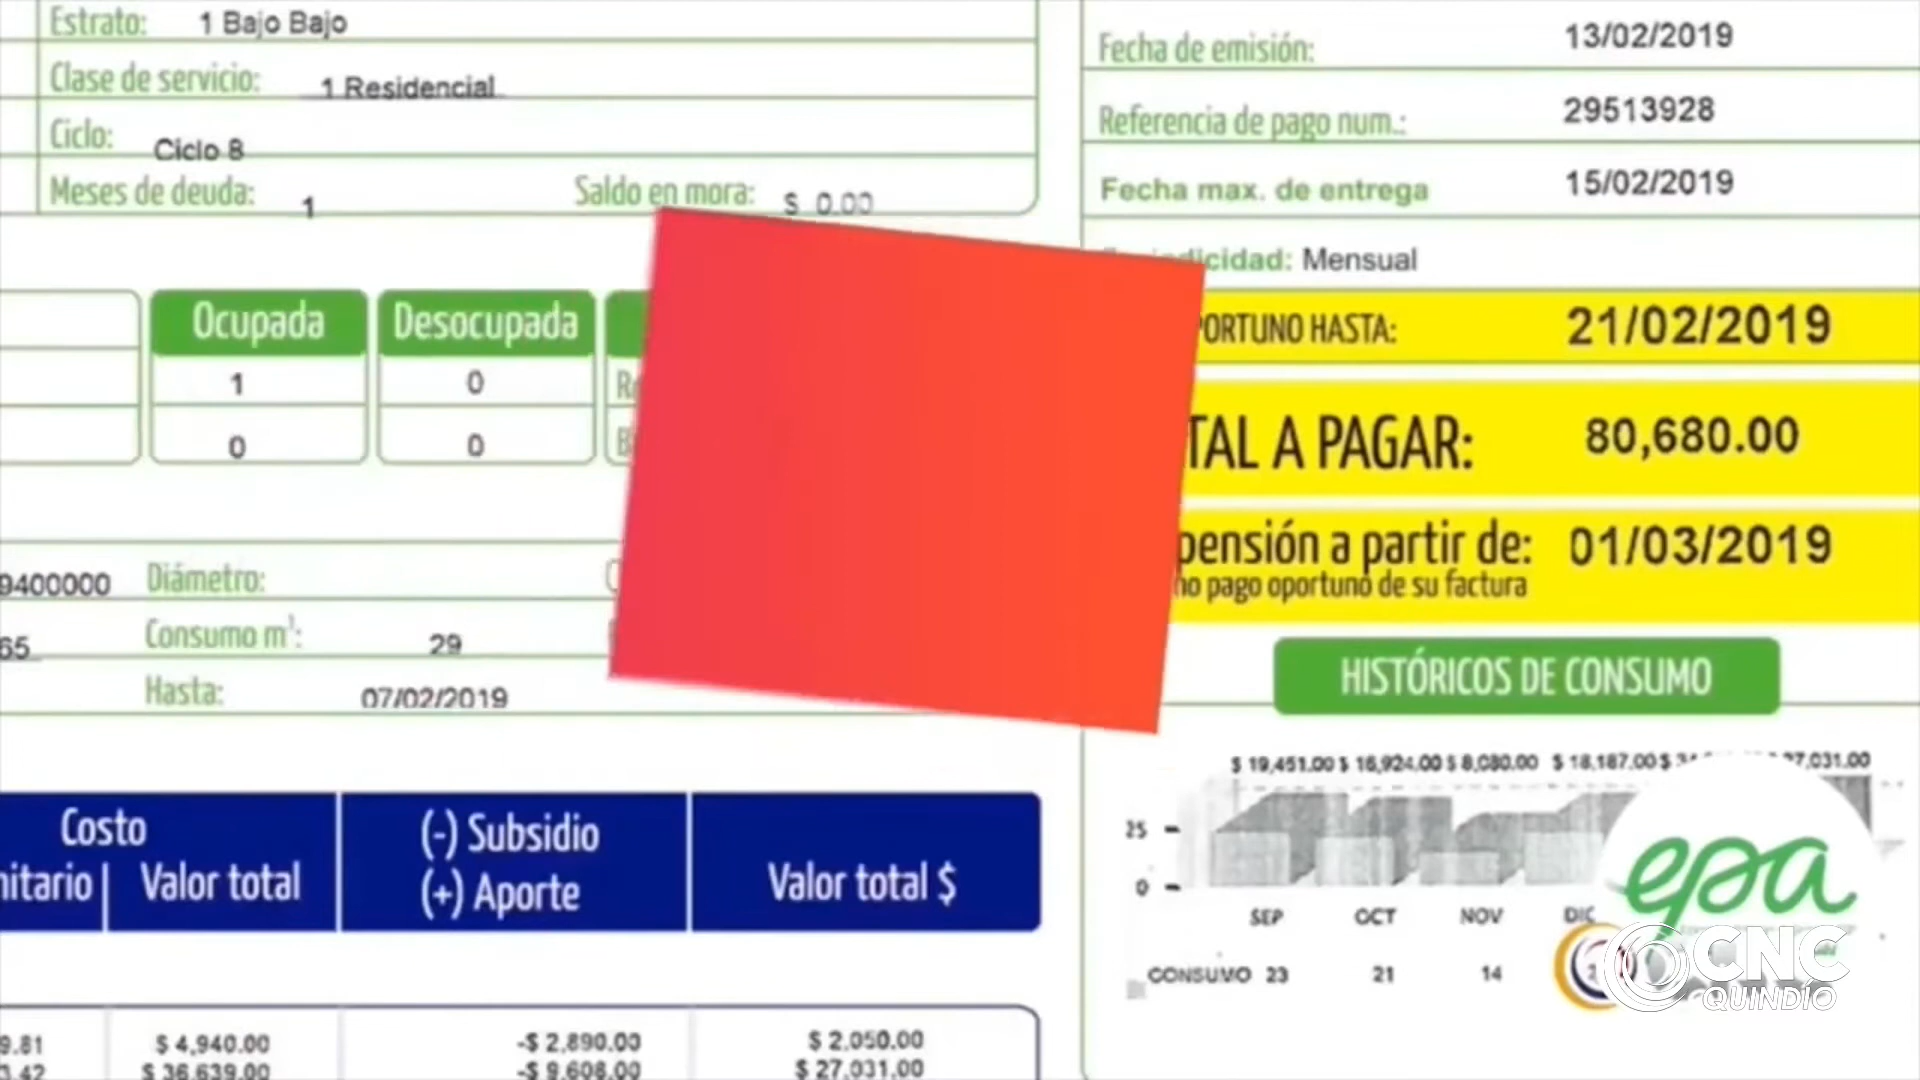 Estrato: 1 Bajo Bajo
Clase de servicio: 1 Residencial
Ciclo: Ciclo 8
Meses de deuda: 1 Saldo en mora: $ 0.00
Fecha de emisión: 13/02/2019
Referencia de pago num.: 29513928
Fecha max. de entrega 15/02/2019
icidad: Mensual
Ocupada Desocupada
1 0
0 0
PORTUNO HASTA: 21/02/2019
TAL A PAGAR: 80,680.00
pensión a partir de: 01/03/2019
no pago oportuno de su factura
9400000 Diámetro:
65 Consumo m³: 29
Hasta: 07/02/2019
HISTÓRICOS DE CONSUMO
$ 19,451.00 $ 16,924.00 $ 8,080.00 $ 18,187.00 $ 27,031.00
25
0
SEP OCT NOV DIC
CONSUMO 23 21 14
Costo
nitario Valor total
(-) Subsidio
(+) Aporte
Valor total $
9.81 $ 4,940.00 -$ 2,890.00 $ 2,050.00
3.42 $ 36,639.00 -$ 9,608.00 $ 27,031.00
epa
CNC
QUINDÍO